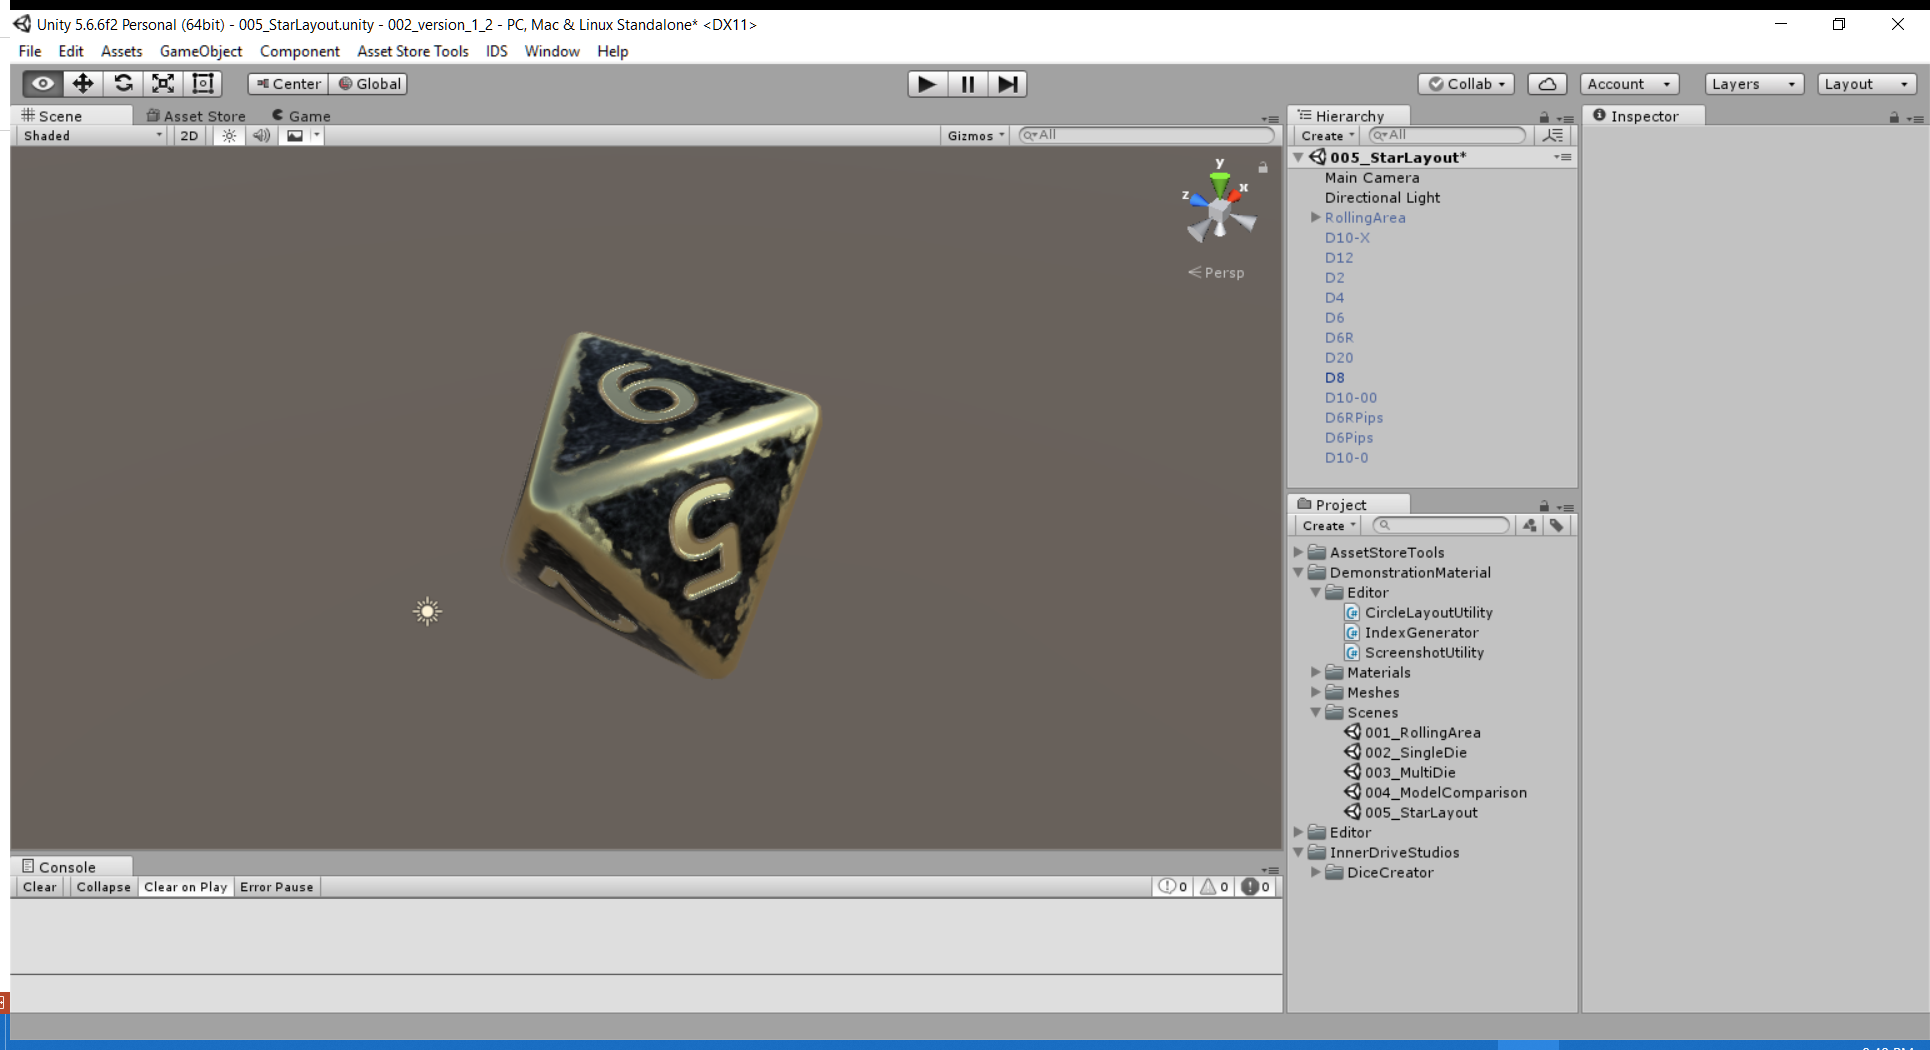 Unity 5.6.6f2 Personal (64bit) - 005_StarLayout.unity - 002_version_1_2 - PC, Mac & Linux Standalone* <DX11>
File Edit Assets GameObject Component Asset Store Tools IDS Window Help
Center Global Collab Account Layers Layout
Scene Asset Store Game
Shaded 2D Gizmos All
y
x
z
Persp
6
5
Console
Clear Collapse Clear on Play Error Pause 0 0 0
Hierarchy
Create All
005_StarLayout*
Main Camera
Directional Light
RollingArea
D10-X
D12
D2
D4
D6
D6R
D20
D8
D10-00
D6RPips
D6Pips
D10-0
Project
Create
AssetStoreTools
DemonstrationMaterial
Editor
CircleLayoutUtility
IndexGenerator
ScreenshotUtility
Materials
Meshes
Scenes
001_RollingArea
002_SingleDie
003_MultiDie
004_ModelComparison
005_StarLayout
Editor
InnerDriveStudios
DiceCreator
Inspector